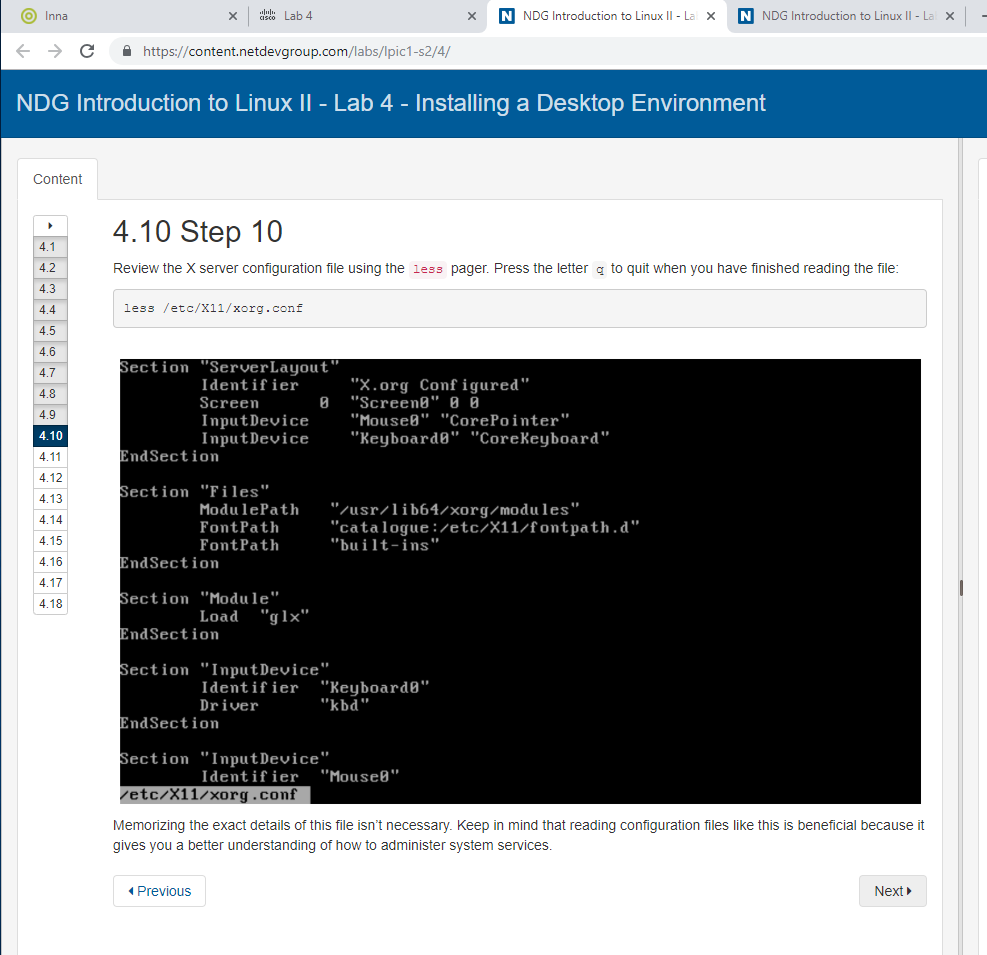 Inna
cisco Lab 4
N NDG Introduction to Linux II - La
N NDG Introduction to Linux II - La
https://content.netdevgroup.com/labs/lpic1-s2/4/
NDG Introduction to Linux II - Lab 4 - Installing a Desktop Environment
Content
4.1
4.2
4.3
4.4
4.5
4.6
4.7
4.8
4.9
4.10
4.11
4.12
4.13
4.14
4.15
4.16
4.17
4.18
4.10 Step 10
Review the X server configuration file using the less pager. Press the letter q to quit when you have finished reading the file:
less /etc/X11/xorg.conf
Section "ServerLayout"
Identifier "X.org Configured"
Screen 0 "Screen0" 0 0
InputDevice "Mouse0" "CorePointer"
InputDevice "Keyboard0" "CoreKeyboard"
EndSection
Section "Files"
ModulePath "/usr/lib64/xorg/modules"
FontPath "catalogue:/etc/X11/fontpath.d"
FontPath "built-ins"
EndSection
Section "Module"
Load "glx"
EndSection
Section "InputDevice"
Identifier "Keyboard0"
Driver "kbd"
EndSection
Section "InputDevice"
Identifier "Mouse0"
/etc/X11/xorg.conf
Memorizing the exact details of this file isn't necessary. Keep in mind that reading configuration files like this is beneficial because it
gives you a better understanding of how to administer system services.
Previous
Next